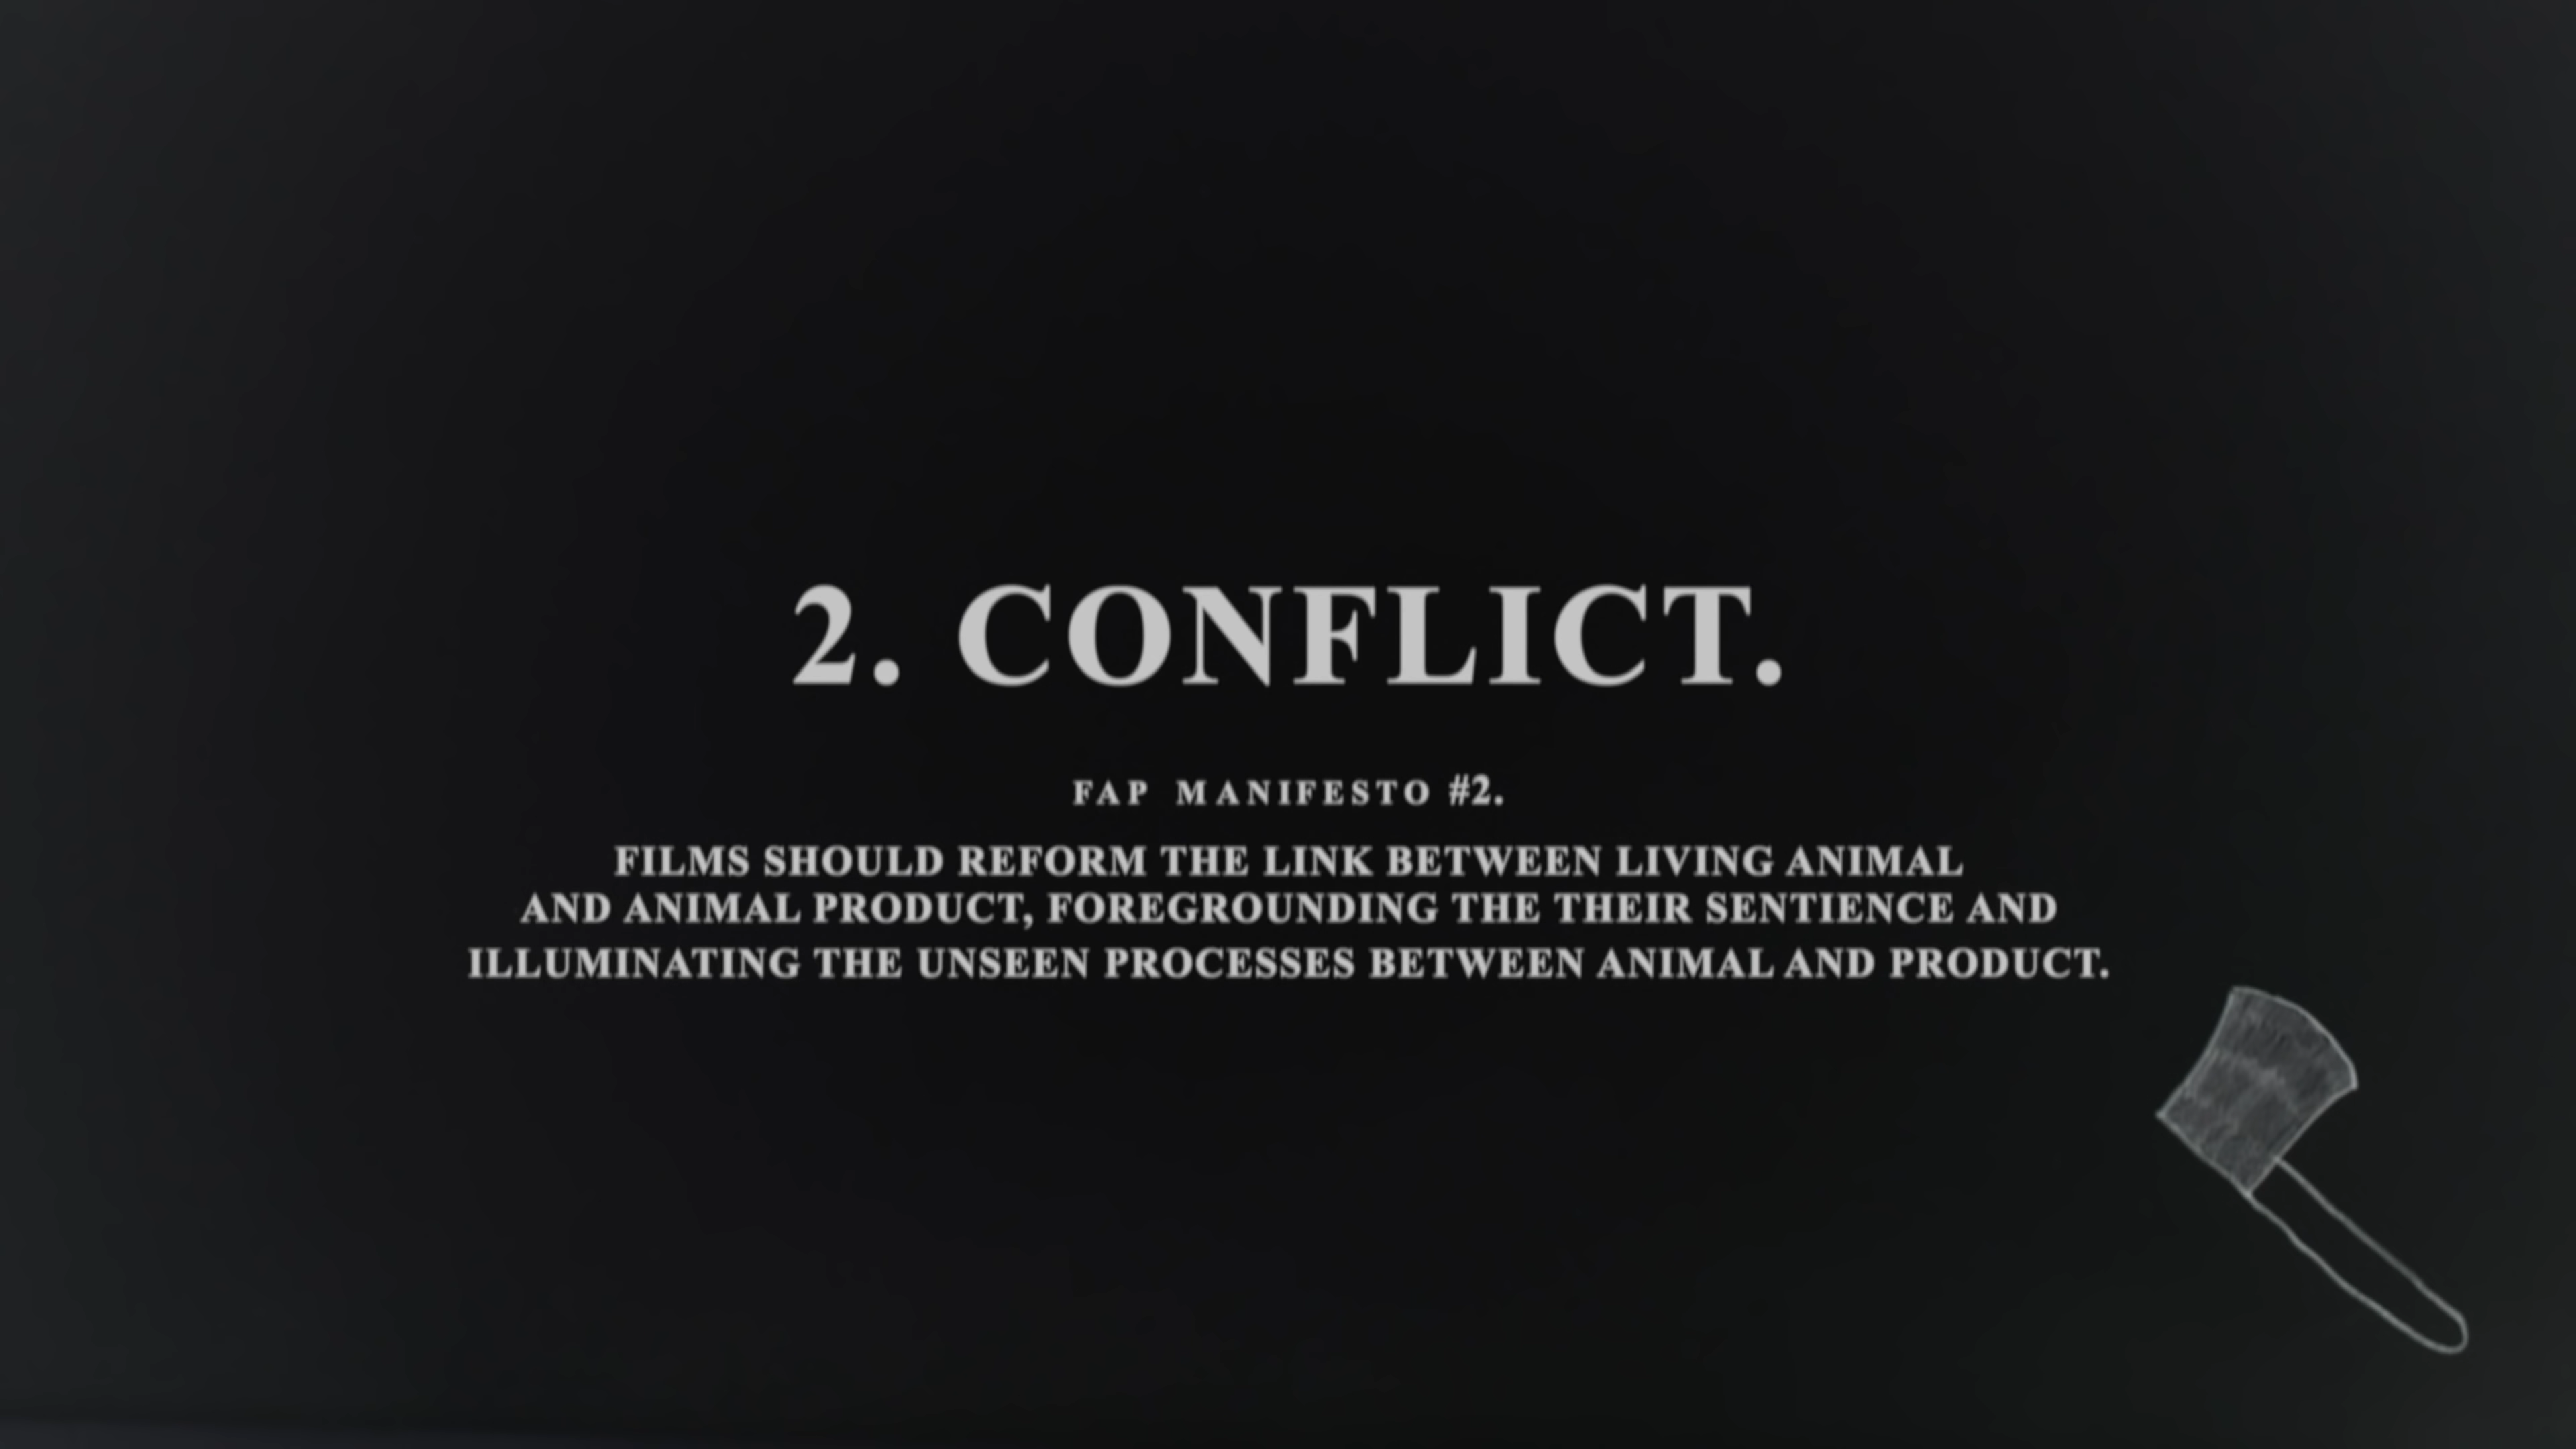 2. CONFLICT.
FAP MANIFESTO #2.
FILMS SHOULD REFORM THE LINK BETWEEN LIVING ANIMAL
AND ANIMAL PRODUCT, FOREGROUNDING THE THEIR SENTIENCE AND
ILLUMINATING THE UNSEEN PROCESSES BETWEEN ANIMAL AND PRODUCT.